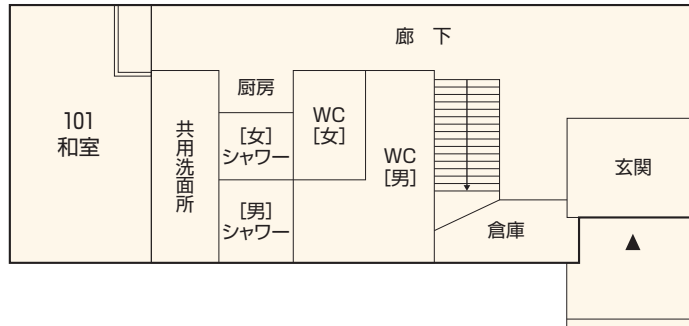 廊 下
101
和室
共用洗面所
厨房
[女]
シャワー
[男]
シャワー
WC
[女]
WC
[男]
倉庫
玄関
▲